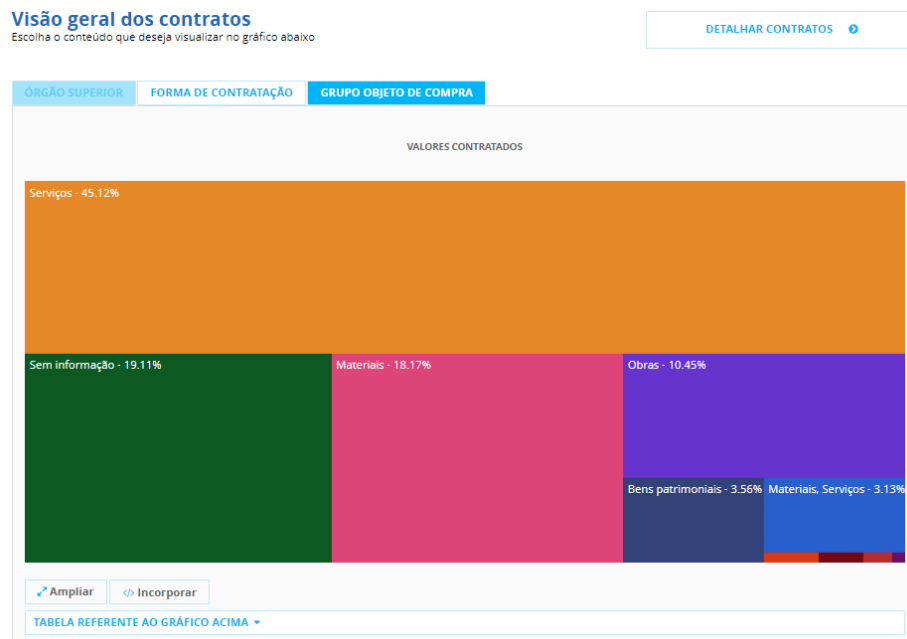 Visão geral dos contratos
Escolha o conteúdo que deseja visualizar no gráfico abaixo
DETALHAR CONTRATOS
ÓRGÃO SUPERIOR
FORMA DE CONTRATAÇÃO
GRUPO OBJETO DE COMPRA
VALORES CONTRATADOS
Serviços - 45.12%
Sem informação - 19.11%
Materiais - 18.17%
Obras - 10.45%
Bens patrimoniais - 3.56%
Materiais, Serviços - 3.13%
Ampliar
</> Incorporar
TABELA REFERENTE AO GRÁFICO ACIMA